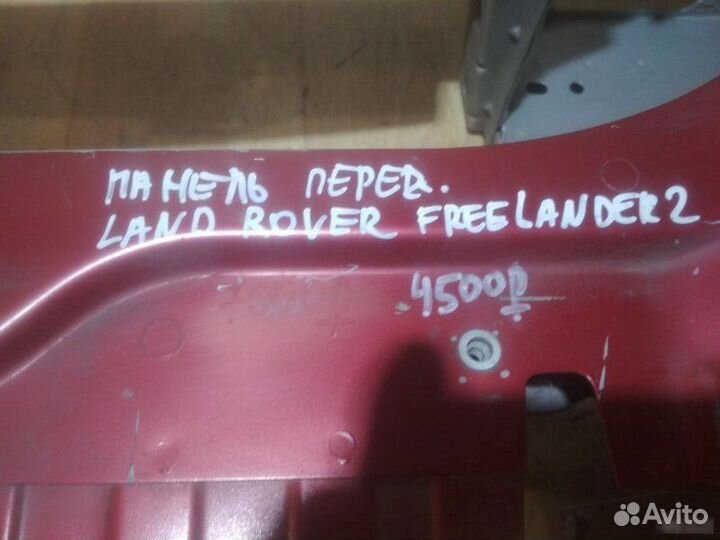 ПАНЕЛЬ ПЕРЕД.
LAND ROVER FREELANDER 2
4500₽
Avito